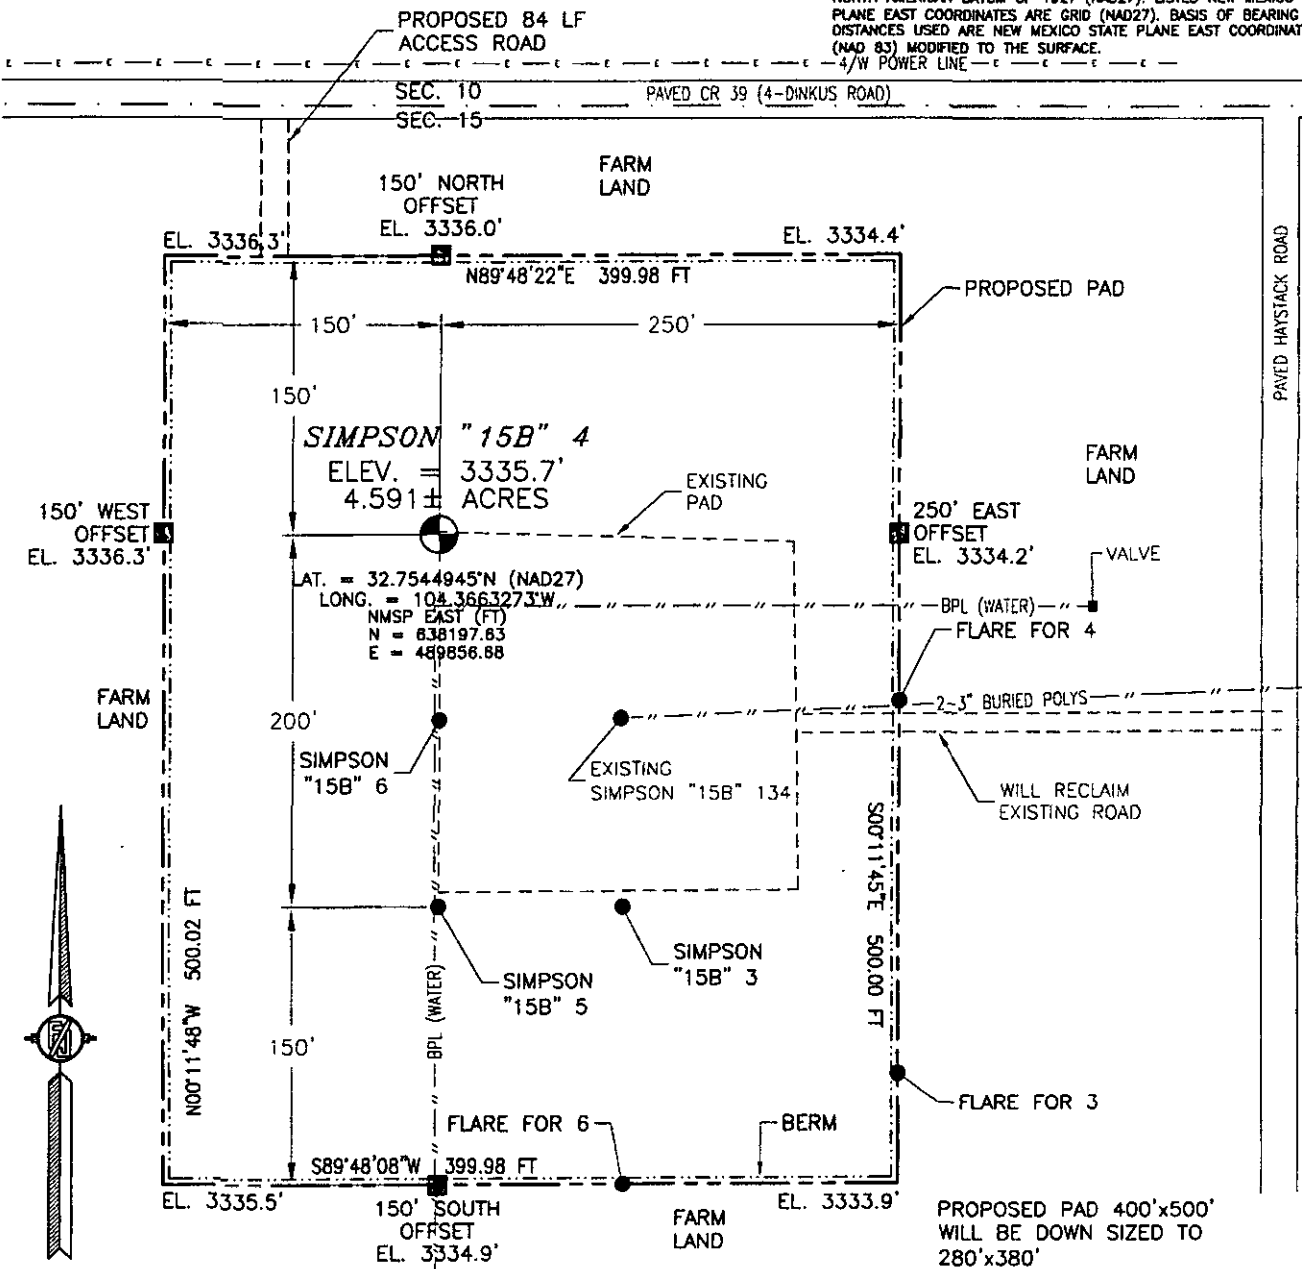 PLANE EAST COORDINATES ARE GRID (NAD27). BASIS OF BEARING
DISTANCES USED ARE NEW MEXICO STATE PLANE EAST COORDINAT
(NAD 83) MODIFIED TO THE SURFACE.
PROPOSED 84 LF
ACCESS ROAD
4/W POWER LINE
SEC. 10
PAVED CR 39 (4-DINKUS ROAD)
SEC. 15
FARM
LAND
150' NORTH
OFFSET
EL. 3336.0'
EL. 3336.3'
EL. 3334.4'
N89°48'22"E 399.98 FT
PROPOSED PAD
PAVED HAYSTACK ROAD
150'
250'
150'
SIMPSON "15B" 4
ELEV. = 3335.7'
4.591± ACRES
EXISTING
PAD
FARM
LAND
150' WEST
OFFSET
EL. 3336.3'
250' EAST
OFFSET
EL. 3334.2'
VALVE
LAT. = 32.7544945°N (NAD27)
LONG. = 104.3663273°W
NMSP EAST (FT)
N = 638197.63
E = 489856.68
BPL (WATER)
FLARE FOR 4
FARM
LAND
200'
2-3" BURIED POLYS
SIMPSON
"15B" 6
EXISTING
SIMPSON "15B" 134
WILL RECLAIM
EXISTING ROAD
S00°11'45"E 500.00 FT
N00°11'48"W 500.02 FT
SIMPSON
"15B" 3
SIMPSON
"15B" 5
BPL (WATER)
150'
FLARE FOR 3
FLARE FOR 6
BERM
S89°48'08"W 399.98 FT
EL. 3335.5'
EL. 3333.9'
150' SOUTH
OFFSET
EL. 3334.9'
FARM
LAND
PROPOSED PAD 400'x500'
WILL BE DOWN SIZED TO
280'x380'